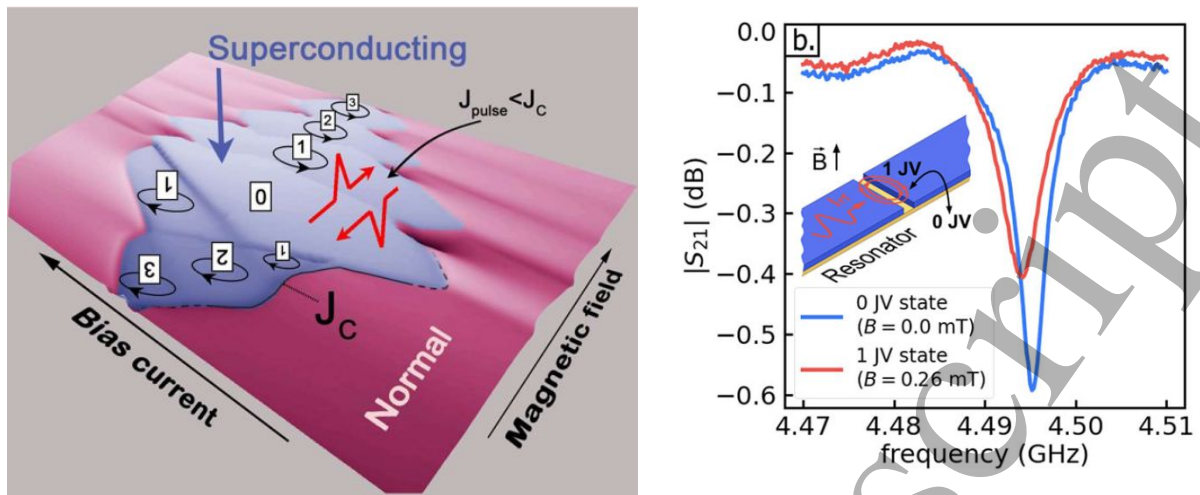 Superconducting
3
2
J_pulse<J_C
1
1
0
1
2
3
J_C
Bias current
Normal
Magnetic field
b.
0.0
−0.1
−0.2
−0.3
−0.4
−0.5
−0.6
|S_21| (dB)
B
1 JV
0 JV
Resonator
0 JV state
(B = 0.0 mT)
1 JV state
(B = 0.26 mT)
4.47 4.48 4.49 4.50 4.51
frequency (GHz)
script